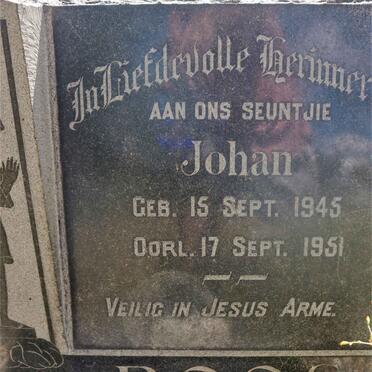 In Liefdevolle Herinner
AAN ONS SEUNTJIE
Johan
GEB. 15 SEPT. 1945
OORL. 17 SEPT. 1951
VEILIG IN JESUS ARME.